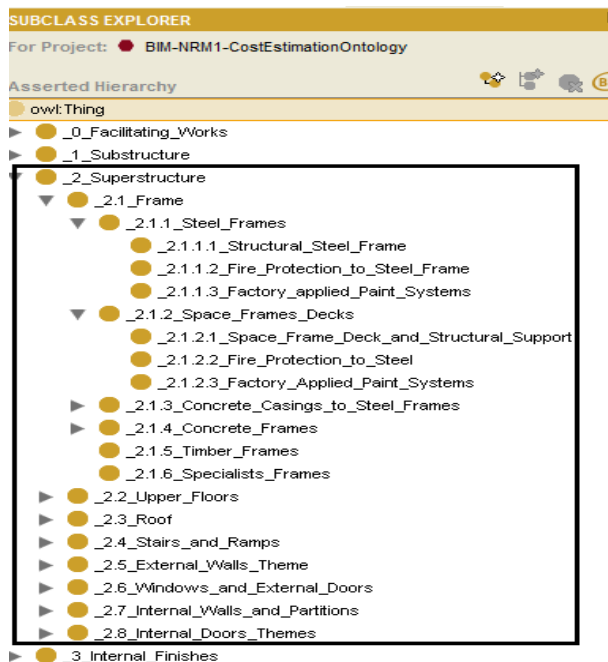 SUBCLASS EXPLORER
For Project: BIM-NRM1-CostEstimationOntology
Asserted Hierarchy
owl:Thing
_0_Facilitating_Works
_1_Substructure
_2_Superstructure
_2.1_Frame
_2.1.1_Steel_Frames
_2.1.1.1_Structural_Steel_Frame
_2.1.1.2_Fire_Protection_to_Steel_Frame
_2.1.1.3_Factory_applied_Paint_Systems
_2.1.2_Space_Frames_Decks
_2.1.2.1_Space_Frame_Deck_and_Structural_Support
_2.1.2.2_Fire_Protection_to_Steel
_2.1.2.3_Factory_Applied_Paint_Systems
_2.1.3_Concrete_Casings_to_Steel_Frames
_2.1.4_Concrete_Frames
_2.1.5_Timber_Frames
_2.1.6_Specialists_Frames
_2.2_Upper_Floors
_2.3_Roof
_2.4_Stairs_and_Ramps
_2.5_External_Walls_Theme
_2.6_Windows_and_External_Doors
_2.7_Internal_Walls_and_Partitions
_2.8_Internal_Doors_Themes
_3_Internal_Finishes